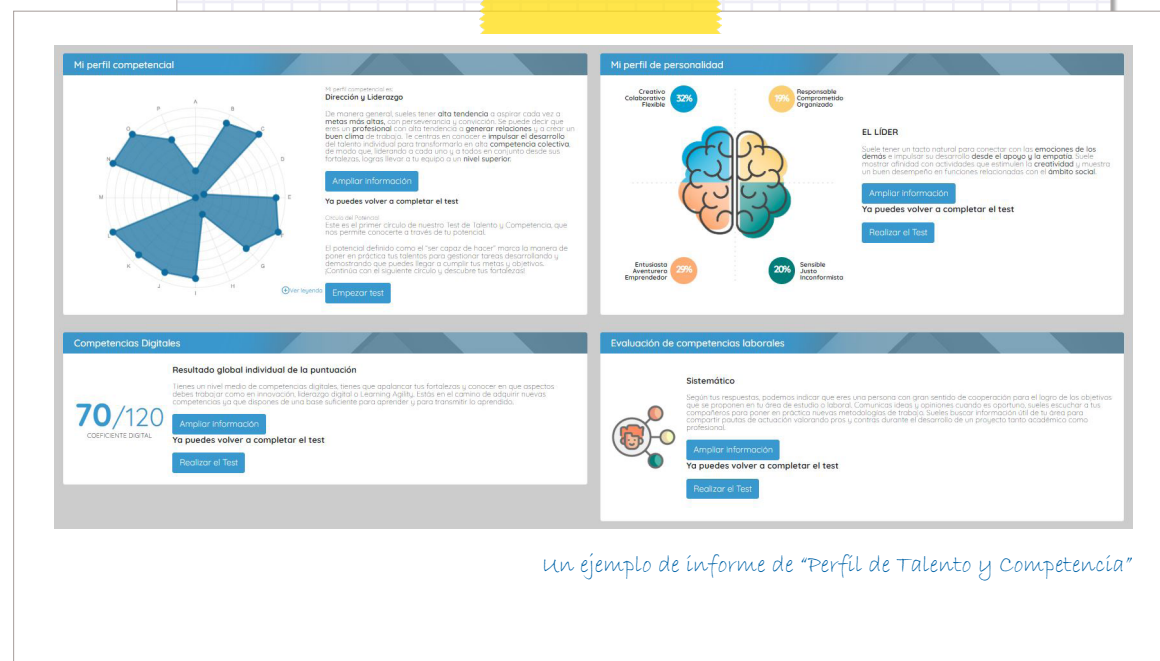 Mi perfil competencial
A
B
C
D
E
F
G
H
I
J
K
L
M
N
O
P
Ver leyenda
Mi perfil competencial es:
Dirección y Liderazgo
De manera general, sueles tener alta tendencia a aspirar cada vez a
metas más altas, con perseverancia y convicción. Se puede decir que
eres un profesional con alta tendencia a generar relaciones y a crear un
buen clima de trabajo. Te centras en conocer e impulsar el desarrollo
del talento individual para transformarlo en alta competencia colectiva,
de modo que, liderando a cada uno y a todos en conjunto desde sus
fortalezas, logras llevar a tu equipo a un nivel superior.
Ampliar información
Ya puedes volver a completar el test
Círculo del Potencial
Este es el primer círculo de nuestro Test de Talento y Competencia, que
nos permite conocerte a través de tu potencial.
El potencial definido como el "ser capaz de hacer" marca la manera de
poner en práctica tus talentos para gestionar tareas desarrollando y
demostrando que puedes llegar a cumplir tus metas y objetivos.
¡Continúa con el siguiente círculo y descubre tus fortalezas!
Empezar test
Mi perfil de personalidad
Creativo
Colaborativo
Flexible
32%
19%
Responsable
Comprometido
Organizado
Entusiasta
Aventurero
Emprendedor
29%
20%
Sensible
Justo
Inconformista
EL LÍDER
Suele tener un tacto natural para conectar con las emociones de los
demás e impulsar su desarrollo desde el apoyo y la empatía. Suele
mostrar afinidad con actividades que estimulen la creatividad y muestra
un buen desempeño en funciones relacionadas con el ámbito social.
Ampliar información
Ya puedes volver a completar el test
Realizar el Test
Competencias Digitales
70/120
COEFICIENTE DIGITAL
Resultado global individual de la puntuación
Tienes un nivel medio de competencias digitales, tienes que apalancar tus fortalezas y conocer en que aspectos
debes trabajar como en innovación, liderazgo digital o Learning Agility. Estás en el camino de adquirir nuevas
competencias ya que dispones de una base suficiente para aprender y para transmitir lo aprendido.
Ampliar información
Ya puedes volver a completar el test
Realizar el Test
Evaluación de competencias laborales
Sistemático
Según tus respuestas, podemos indicar que eres una persona con gran sentido de cooperación para el logro de los objetivos
que se proponen en tu área de estudio o laboral. Comunicas ideas y opiniones cuando es oportuno, sueles escuchar a tus
compañeros para poner en práctica nuevas metodologías de trabajo. Sueles buscar información útil de tu área para
compartir pautas de actuación valorando pros y contras durante el desarrollo de un proyecto tanto académico como
profesional.
Ampliar información
Ya puedes volver a completar el test
Realizar el Test
Un ejemplo de informe de "Perfil de Talento y Competencia"